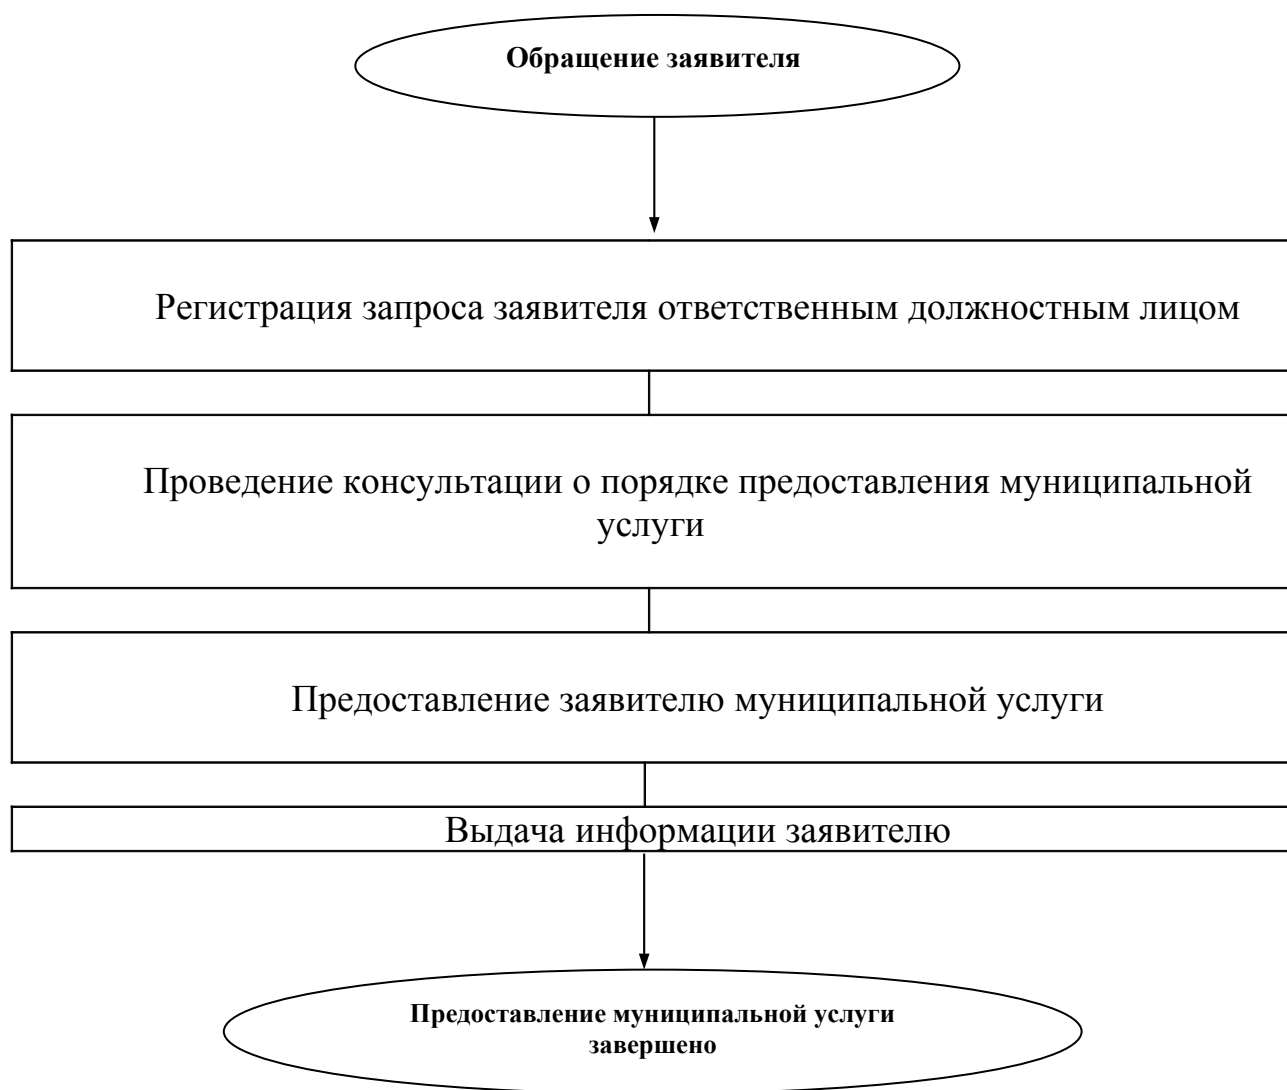 Обращение заявителя
Регистрация запроса заявителя ответственным должностным лицом
Проведение консультации о порядке предоставления муниципальной
услуги
Предоставление заявителю муниципальной услуги
Выдача информации заявителю
Предоставление муниципальной услуги
завершено